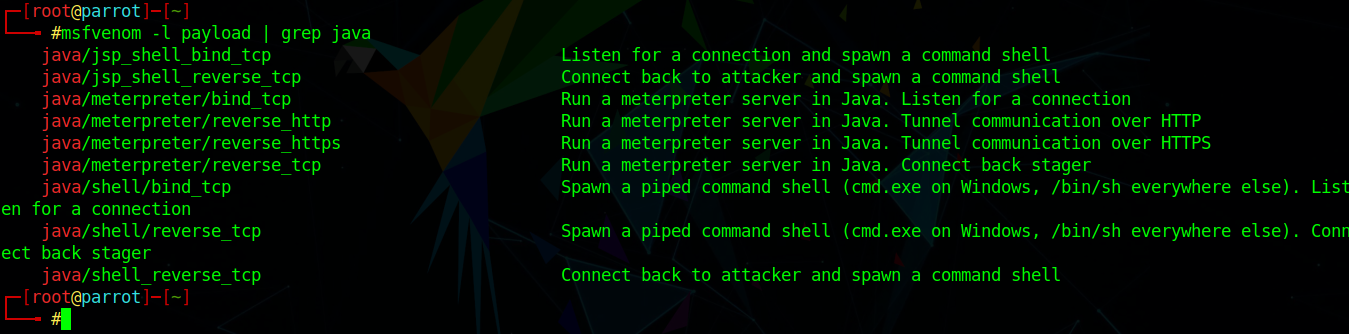 [root@parrot]─[~]
#msfvenom -l payload | grep java
java/jsp_shell_bind_tcp Listen for a connection and spawn a command shell
java/jsp_shell_reverse_tcp Connect back to attacker and spawn a command shell
java/meterpreter/bind_tcp Run a meterpreter server in Java. Listen for a connection
java/meterpreter/reverse_http Run a meterpreter server in Java. Tunnel communication over HTTP
java/meterpreter/reverse_https Run a meterpreter server in Java. Tunnel communication over HTTPS
java/meterpreter/reverse_tcp Run a meterpreter server in Java. Connect back stager
java/shell/bind_tcp Spawn a piped command shell (cmd.exe on Windows, /bin/sh everywhere else). List
en for a connection
java/shell/reverse_tcp Spawn a piped command shell (cmd.exe on Windows, /bin/sh everywhere else). Conn
ect back stager
java/shell_reverse_tcp Connect back to attacker and spawn a command shell
[root@parrot]─[~]
#